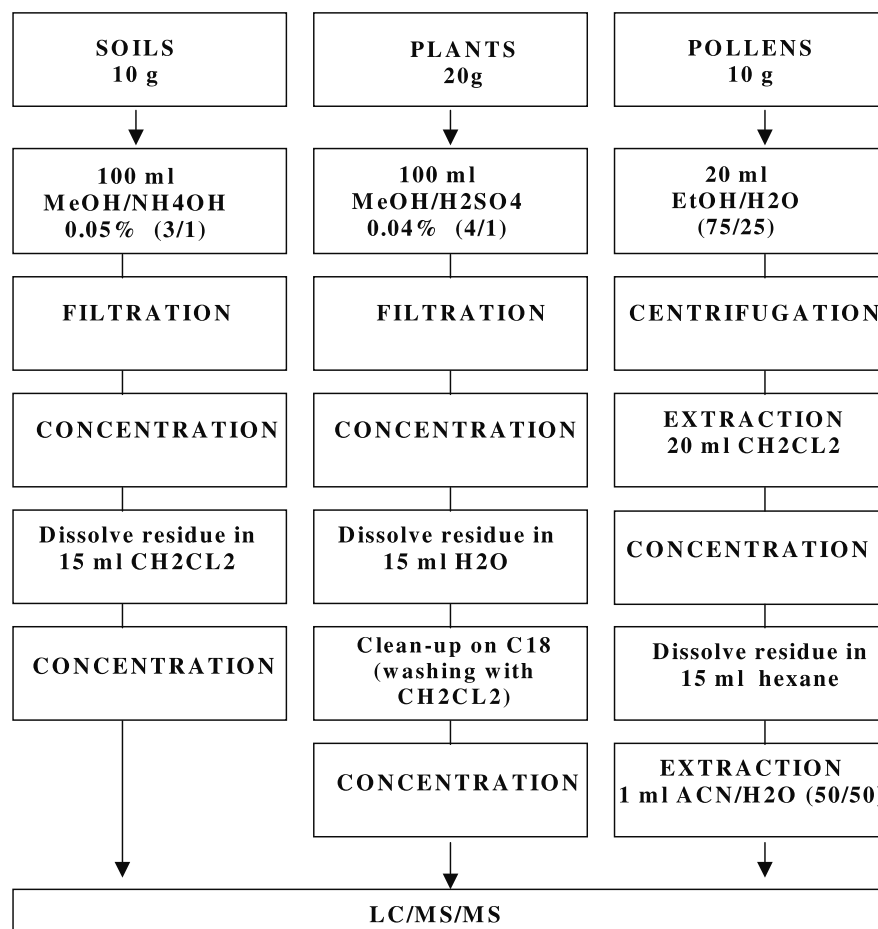 SOILS
10 g
PLANTS
20g
POLLENS
10 g
100 ml
MeOH/NH4OH
0.05% (3/1)
100 ml
MeOH/H2SO4
0.04% (4/1)
20 ml
EtOH/H2O
(75/25)
FILTRATION
FILTRATION
CENTRIFUGATION
CONCENTRATION
CONCENTRATION
EXTRACTION
20 ml CH2CL2
Dissolve residue in
15 ml CH2CL2
Dissolve residue in
15 ml H2O
CONCENTRATION
CONCENTRATION
Clean-up on C18
(washing with
CH2CL2)
Dissolve residue in
15 ml hexane
CONCENTRATION
EXTRACTION
1 ml ACN/H2O (50/50)
LC/MS/MS